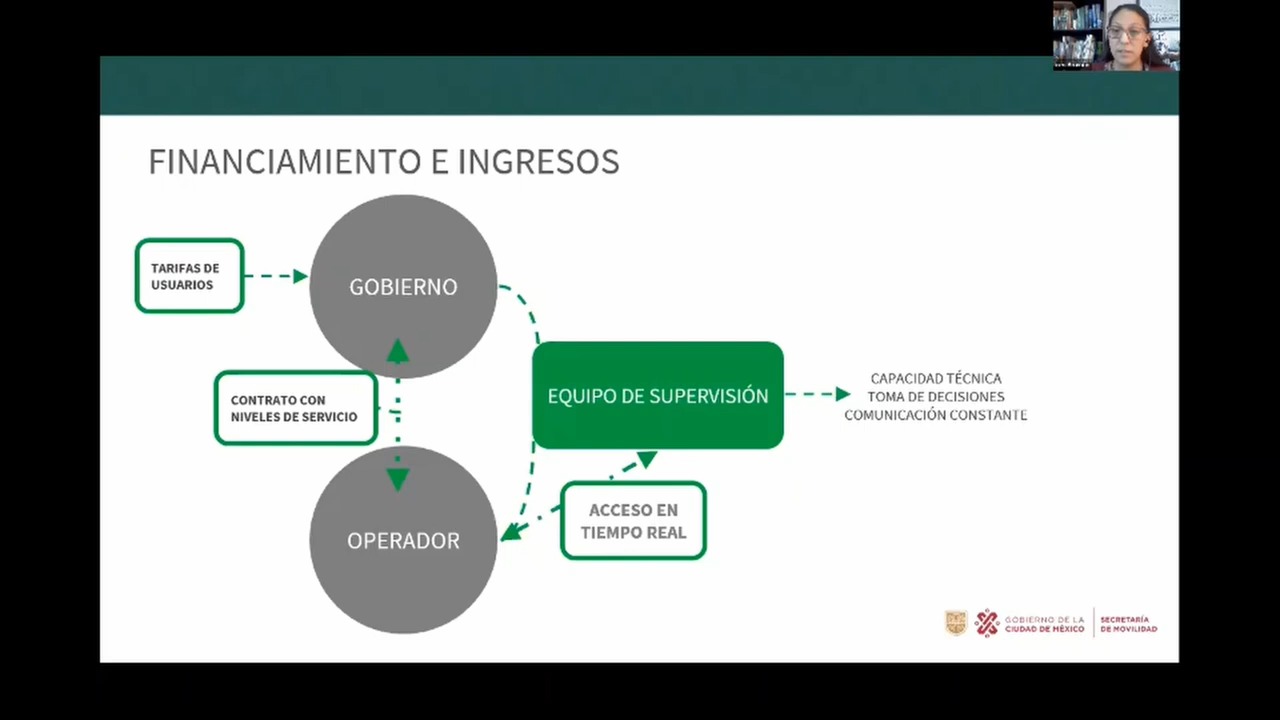 FINANCIAMIENTO E INGRESOS
TARIFAS DE
USUARIOS
GOBIERNO
CONTRATO CON
NIVELES DE SERVICIO
EQUIPO DE SUPERVISIÓN
CAPACIDAD TÉCNICA
TOMA DE DECISIONES
COMUNICACIÓN CONSTANTE
ACCESO EN
TIEMPO REAL
OPERADOR
GOBIERNO DE LA
CIUDAD DE MÉXICO
SECRETARÍA
DE MOVILIDAD